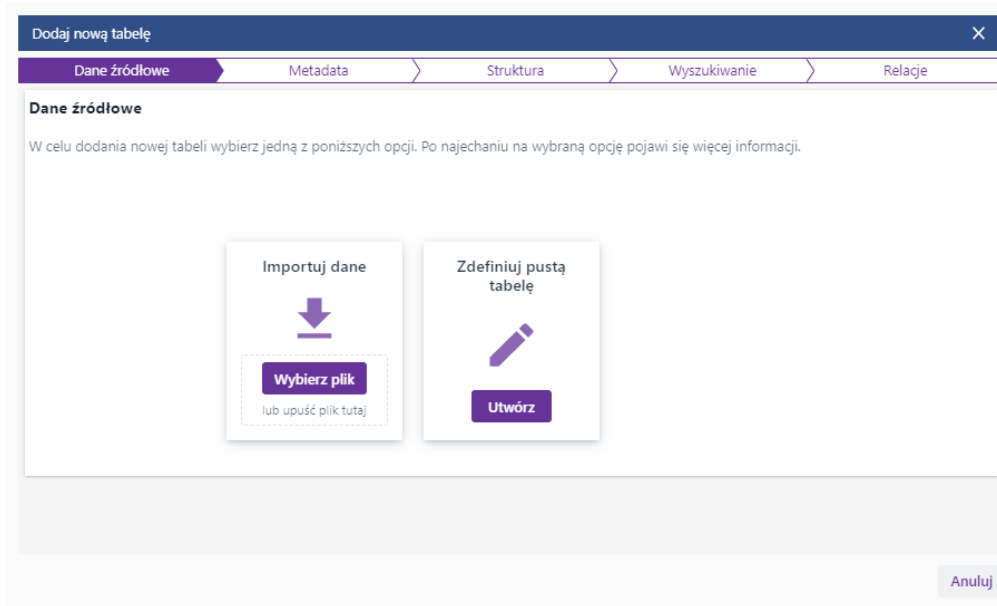 Dodaj nową tabelę
Dane źródłowe Metadata Struktura Wyszukiwanie Relacje
Dane źródłowe
W celu dodania nowej tabeli wybierz jedną z poniższych opcji. Po najechaniu na wybraną opcję pojawi się więcej informacji.
Importuj dane
Wybierz plik
lub upuść plik tutaj
Zdefiniuj pustą
tabelę
Utwórz
Anuluj